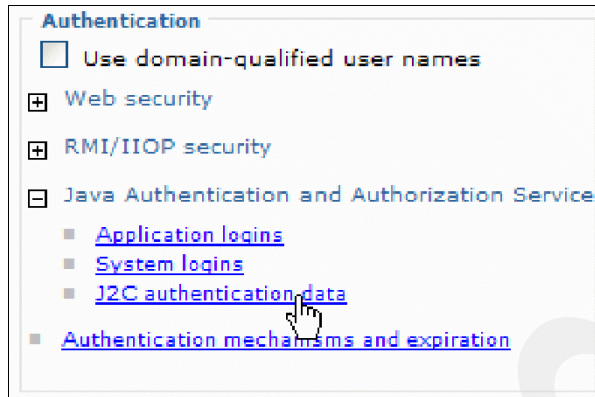 Authentication
Use domain-qualified user names
Web security
RMI/IIOP security
Java Authentication and Authorization Service
Application logins
System logins
J2C authentication data
Authentication mechanisms and expiration